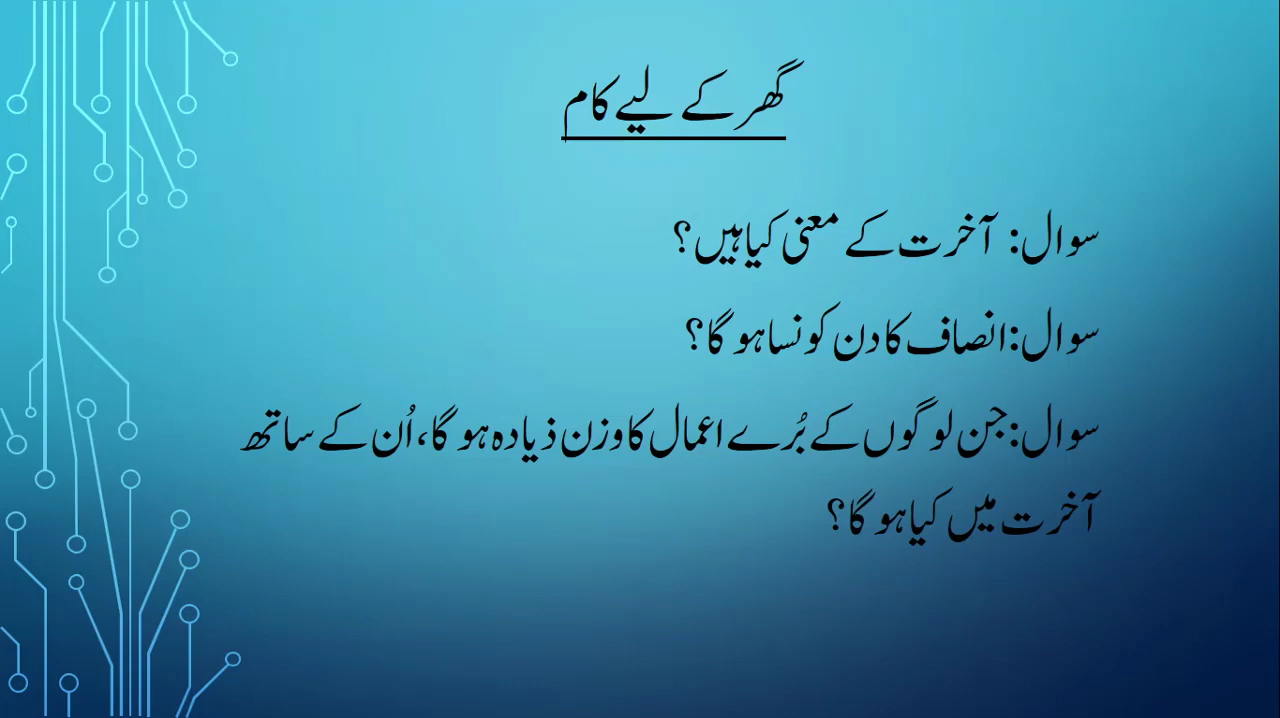 گھر کے لیے کام
سوال: آخرت کے معنی کیا ہیں؟
سوال: انصاف کا دن کونسا ہو گا؟
سوال: جن لوگوں کے بُرے اعمال کا وزن ذیادہ ہو گا، اُن کے ساتھ
آخرت میں کیا ہو گا؟